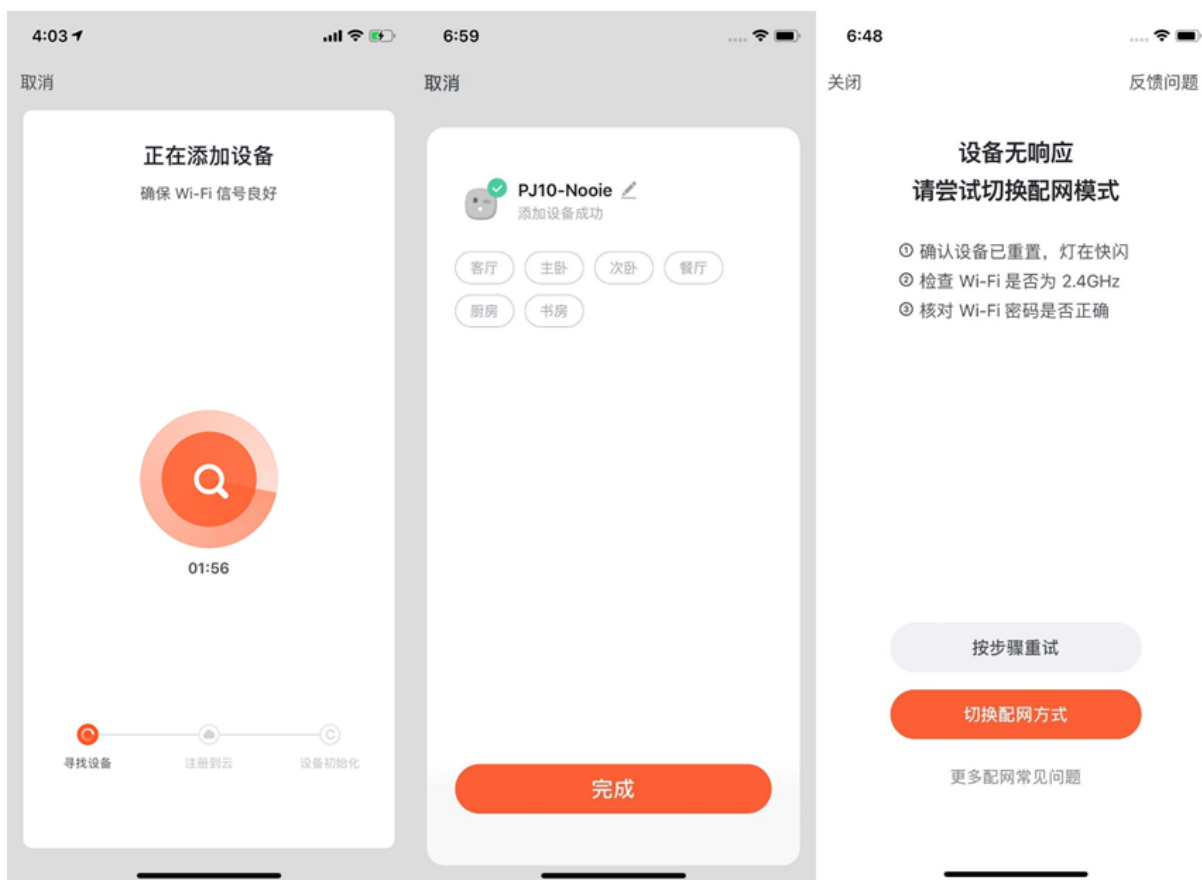 4:03
取消
正在添加设备
确保 Wi-Fi 信号良好
01:56
寻找设备
注册到云
设备初始化
6:59
取消
PJ10-Nooie
添加设备成功
客厅
主卧
次卧
餐厅
厨房
书房
完成
6:48
关闭
反馈问题
设备无响应
请尝试切换配网模式
① 确认设备已重置，灯在快闪
② 检查 Wi-Fi 是否为 2.4GHz
③ 核对 Wi-Fi 密码是否正确
按步骤重试
切换配网方式
更多配网常见问题